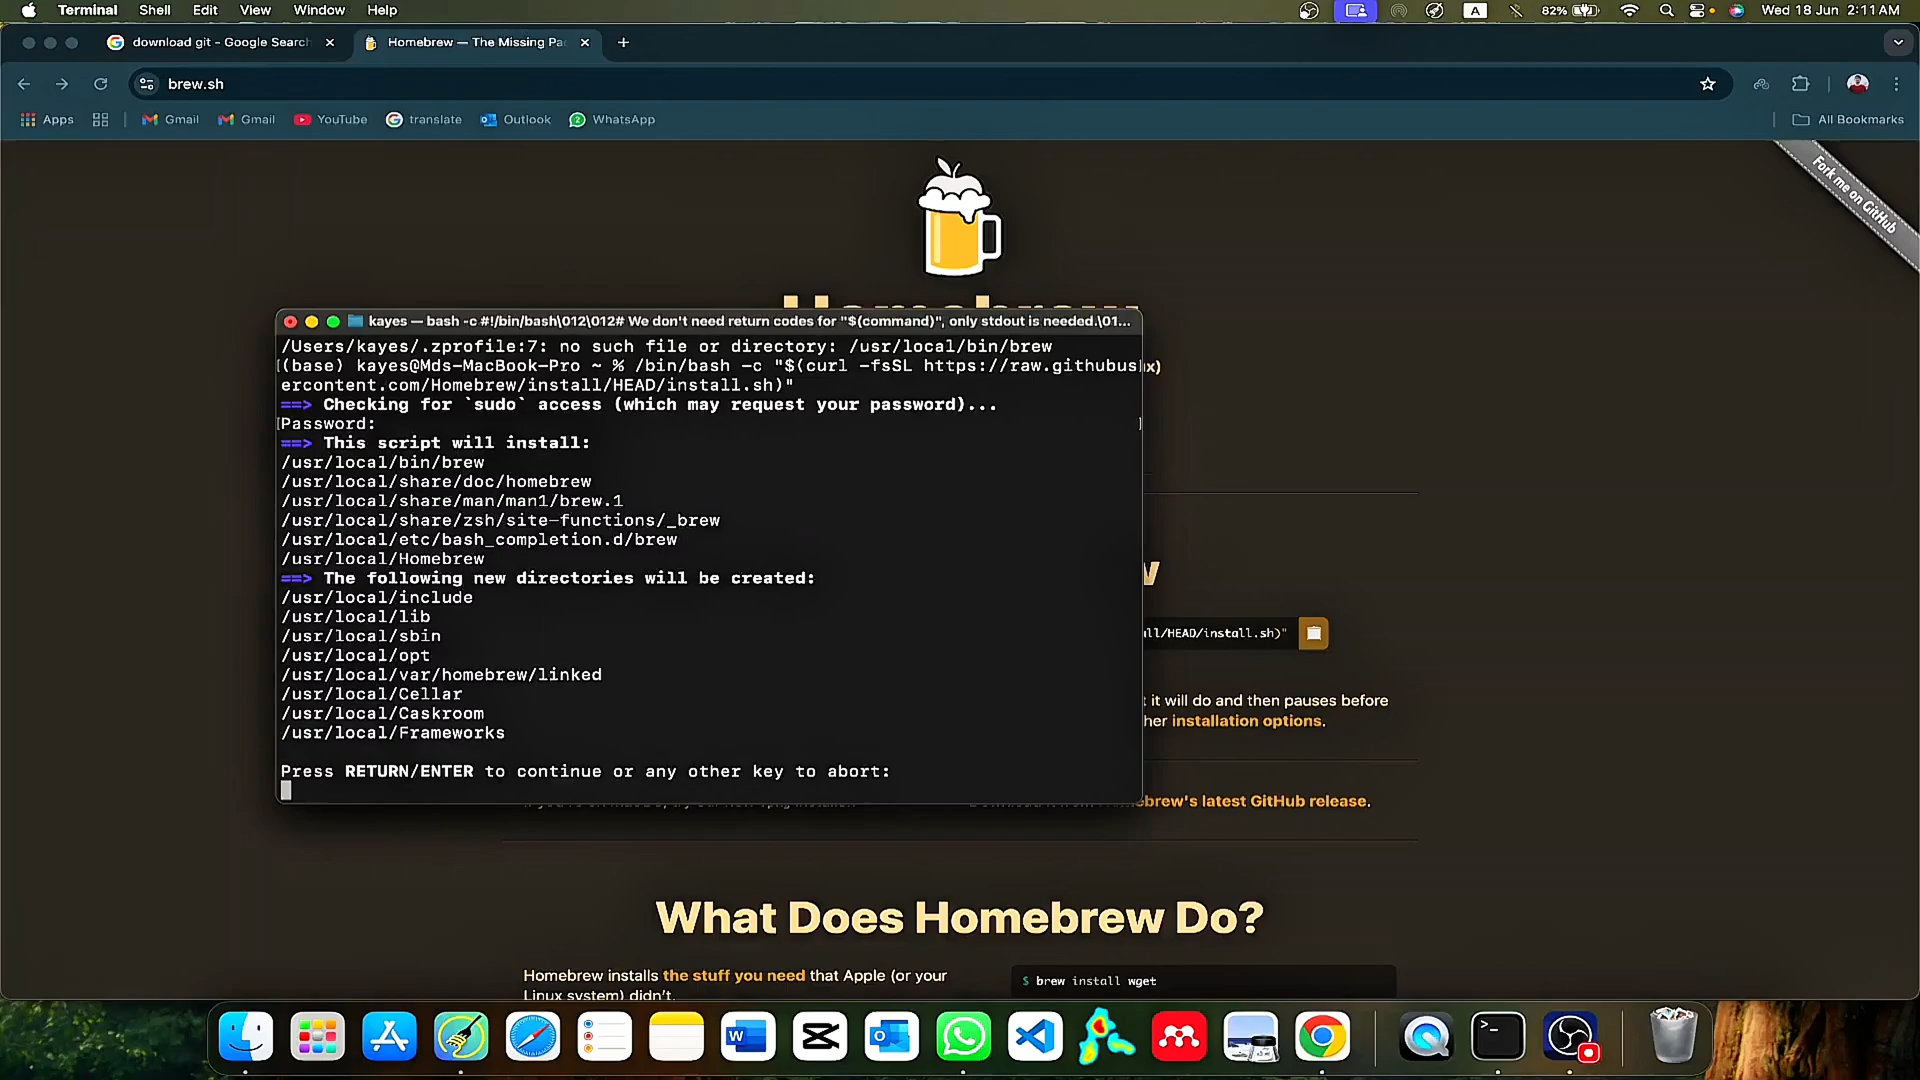 Terminal Shell Edit View Window Help
A 82% Wed 18 Jun 2:11 AM
download git - Google Search
Homebrew — The Missing Pa
brew.sh
Apps Gmail Gmail YouTube translate Outlook WhatsApp All Bookmarks
Fork me on GitHub
Homebrew
kayes — bash -c #!/bin/bash\012\012# We don't need return codes for "$(command)", only stdout is needed.\01...
/Users/kayes/.zprofile:7: no such file or directory: /usr/local/bin/brew
[(base) kayes@Mds-MacBook-Pro ~ % /bin/bash -c "$(curl -fsSL https://raw.githubus
ercontent.com/Homebrew/install/HEAD/install.sh)"
==> Checking for `sudo` access (which may request your password)...
[Password: ]
==> This script will install:
/usr/local/bin/brew
/usr/local/share/doc/homebrew
/usr/local/share/man/man1/brew.1
/usr/local/share/zsh/site-functions/_brew
/usr/local/etc/bash_completion.d/brew
/usr/local/Homebrew
==> The following new directories will be created:
/usr/local/include
/usr/local/lib
/usr/local/sbin
/usr/local/opt
/usr/local/var/homebrew/linked
/usr/local/Cellar
/usr/local/Caskroom
/usr/local/Frameworks
Press RETURN/ENTER to continue or any other key to abort:
x)
w
all/HEAD/install.sh)"
t it will do and then pauses before
her installation options.
ebrew's latest GitHub release.
What Does Homebrew Do?
Homebrew installs the stuff you need that Apple (or your
Linux system) didn't.
$ brew install wget